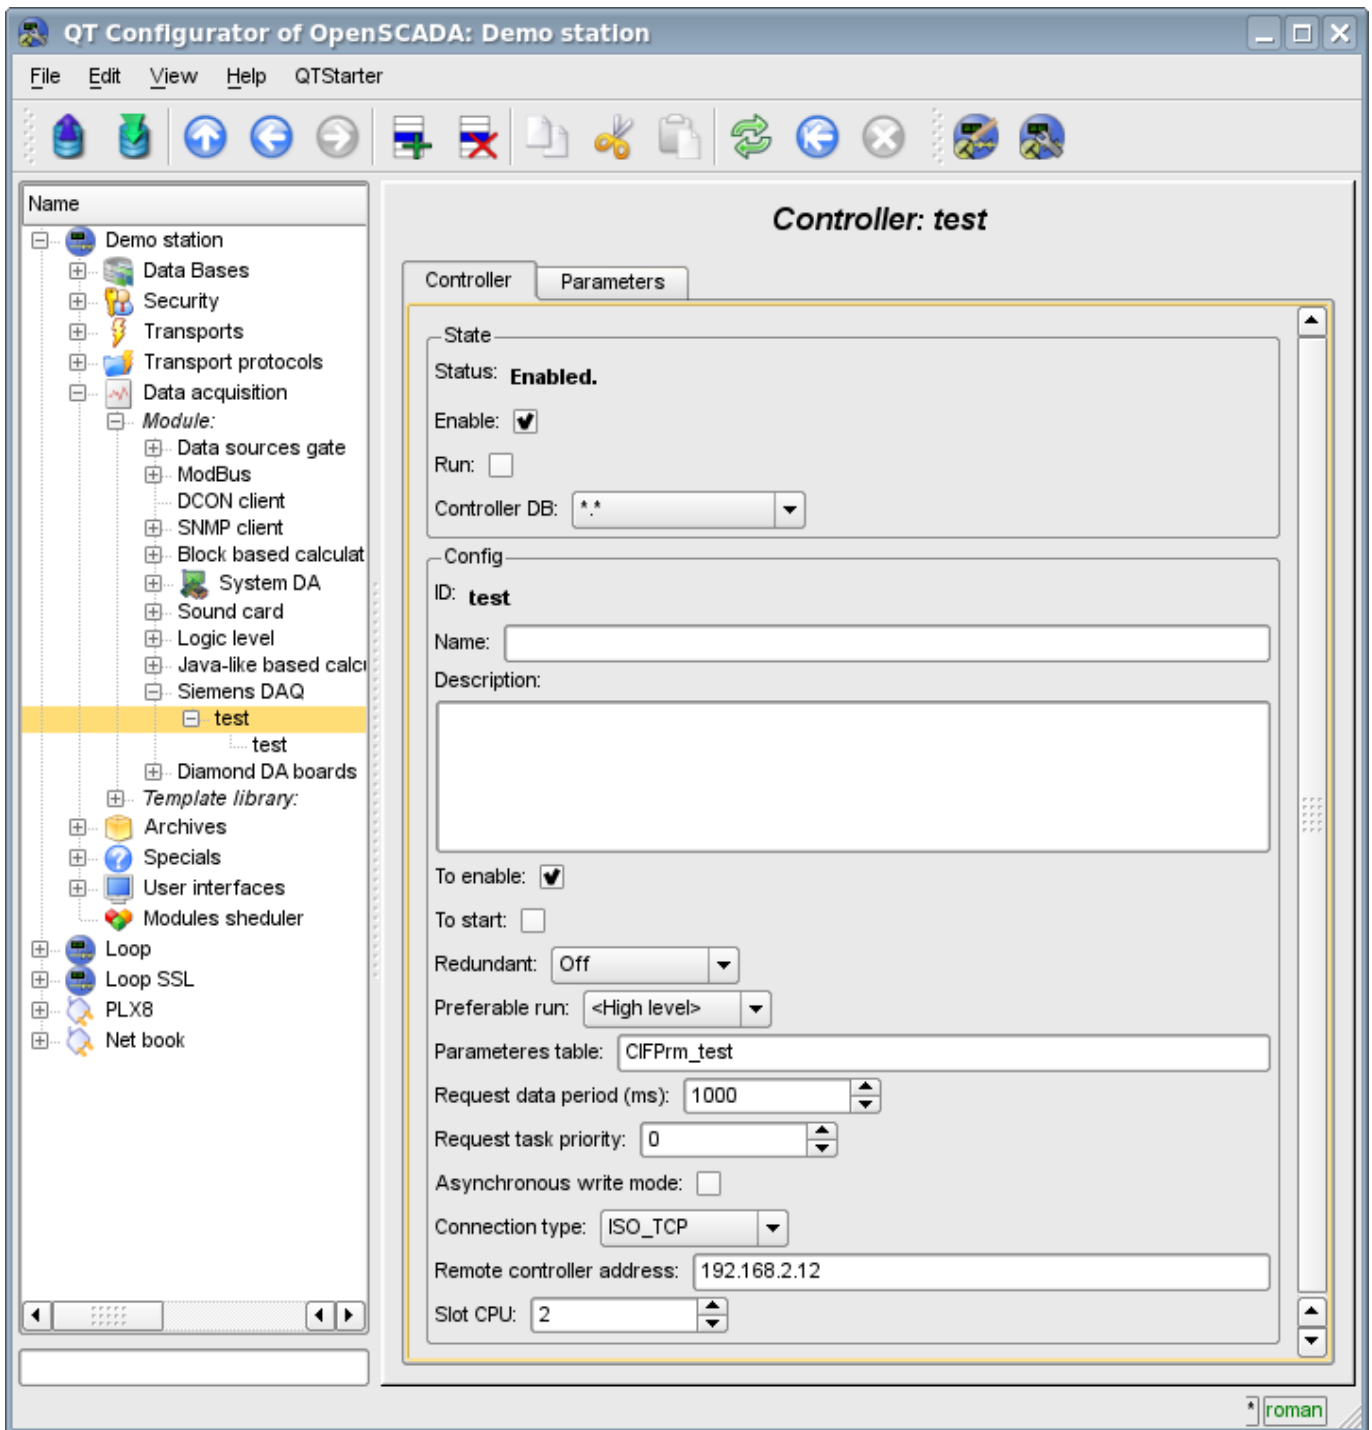 QT Configurator of OpenSCADA: Demo station
File Edit View Help QTStarter
Name
Demo station
Data Bases
Security
Transports
Transport protocols
Data acquisition
Module:
Data sources gate
ModBus
DCON client
SNMP client
Block based calculat
System DA
Sound card
Logic level
Java-like based calcu
Siemens DAQ
test
test
Diamond DA boards
Template library:
Archives
Specials
User interfaces
Modules sheduler
Loop
Loop SSL
PLX8
Net book
Controller: test
Controller Parameters
State
Status: Enabled.
Enable:
Run:
Controller DB: *.*
Config
ID: test
Name:
Description:
To enable:
To start:
Redundant: Off
Preferable run: <High level>
Parameteres table: CIFPrm_test
Request data period (ms): 1000
Request task priority: 0
Asynchronous write mode:
Connection type: ISO_TCP
Remote controller address: 192.168.2.12
Slot CPU: 2
* roman